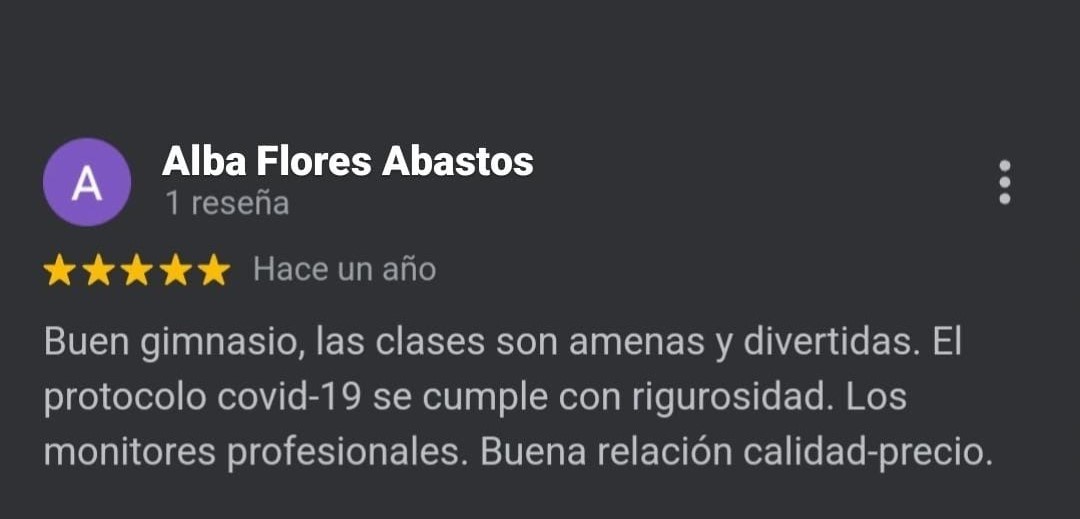 A
Alba Flores Abastos
1 reseña
Hace un año
Buen gimnasio, las clases son amenas y divertidas. El
protocolo covid-19 se cumple con rigurosidad. Los
monitores profesionales. Buena relación calidad-precio.